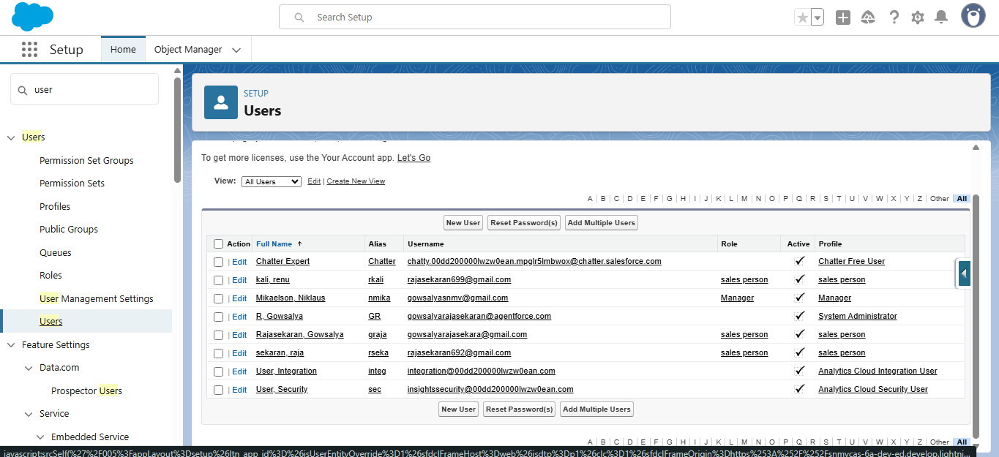 Search Setup
Setup
Home
Object Manager
user
Users
Permission Set Groups
Permission Sets
Profiles
Public Groups
Queues
Roles
User Management Settings
Users
Feature Settings
Data.com
Prospector Users
Service
Embedded Service
SETUP
Users
To get more licenses, use the Your Account app. Let's Go
View: All Users Edit | Create New View
A B C D E F G H I J K L M N O P Q R S T U V W X Y Z Other All
New User Reset Password(s) Add Multiple Users
Action Full Name ↑ Alias Username Role Active Profile
| Edit Chatter Expert Chatter chatty.00dd200000lwzw0ean.mpglr5lmbwox@chatter.salesforce.com Chatter Free User
| Edit kali, renu rkali rajasekaran699@gmail.com sales person sales person
| Edit Mikaelson, Niklaus nmika gowsalyasnmv@gmail.com Manager Manager
| Edit R, Gowsalya GR gowsalyarajasekaran@agentforce.com System Administrator
| Edit Rajasekaran, Gowsalya graja gowsalyarajasekara@gmail.com sales person sales person
| Edit sekaran, raja rseka rajasekaran692@gmail.com sales person sales person
| Edit User, Integration integ integration@00dd200000lwzw0ean.com Analytics Cloud Integration User
| Edit User, Security sec insightssecurity@00dd200000lwzw0ean.com Analytics Cloud Security User
New User Reset Password(s) Add Multiple Users
A B C D E F G H I J K L M N O P Q R S T U V W X Y Z Other All
javascript:srcSelf(%27%2F005%3FappLayout%3Dsetup%26ltn_app_id%3D%26isUserEntityOverride%3D1%26sfdcIFrameHost%3Dweb%26isdtp%3Dp1%26clc%3D1%26sfdcIFrameOrigin%3Dhttps%253A%252F%252Fsnmvcas-6a-dev-ed.develop.lightni...